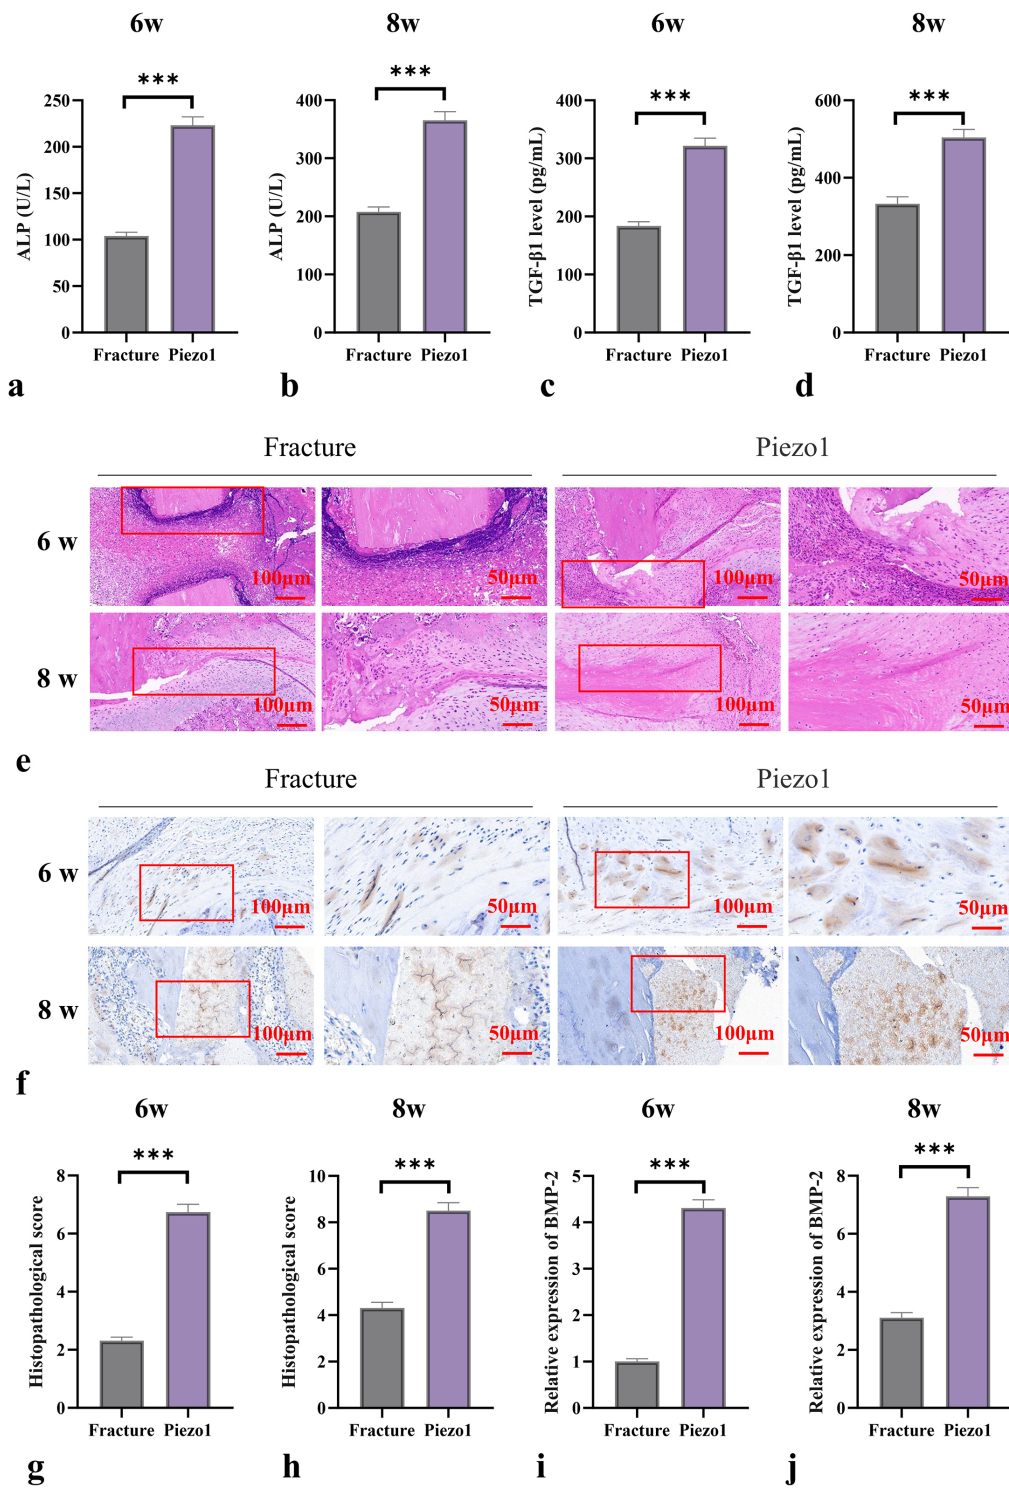 6w
8w
6w
8w
***
***
***
***
ALP (U/L)
250
200
150
100
50
0
Fracture Piezo1
ALP (U/L)
400
300
200
100
0
Fracture Piezo1
TGF-β1 level (pg/mL)
400
300
200
100
0
Fracture Piezo1
TGF-β1 level (pg/mL)
600
400
200
0
Fracture Piezo1
a
b
c
d
Fracture
Piezo1
6 w
100μm
50μm
100μm
50μm
8 w
100μm
50μm
100μm
50μm
e
Fracture
Piezo1
6 w
100μm
50μm
100μm
50μm
8 w
100μm
50μm
100μm
50μm
f
6w
8w
6w
8w
***
***
***
***
Histopathological score
8
6
4
2
0
Fracture Piezo1
Histopathological score
10
8
6
4
2
0
Fracture Piezo1
Relative expression of BMP-2
5
4
3
2
1
0
Fracture Piezo1
Relative expression of BMP-2
8
6
4
2
0
Fracture Piezo1
g
h
i
j